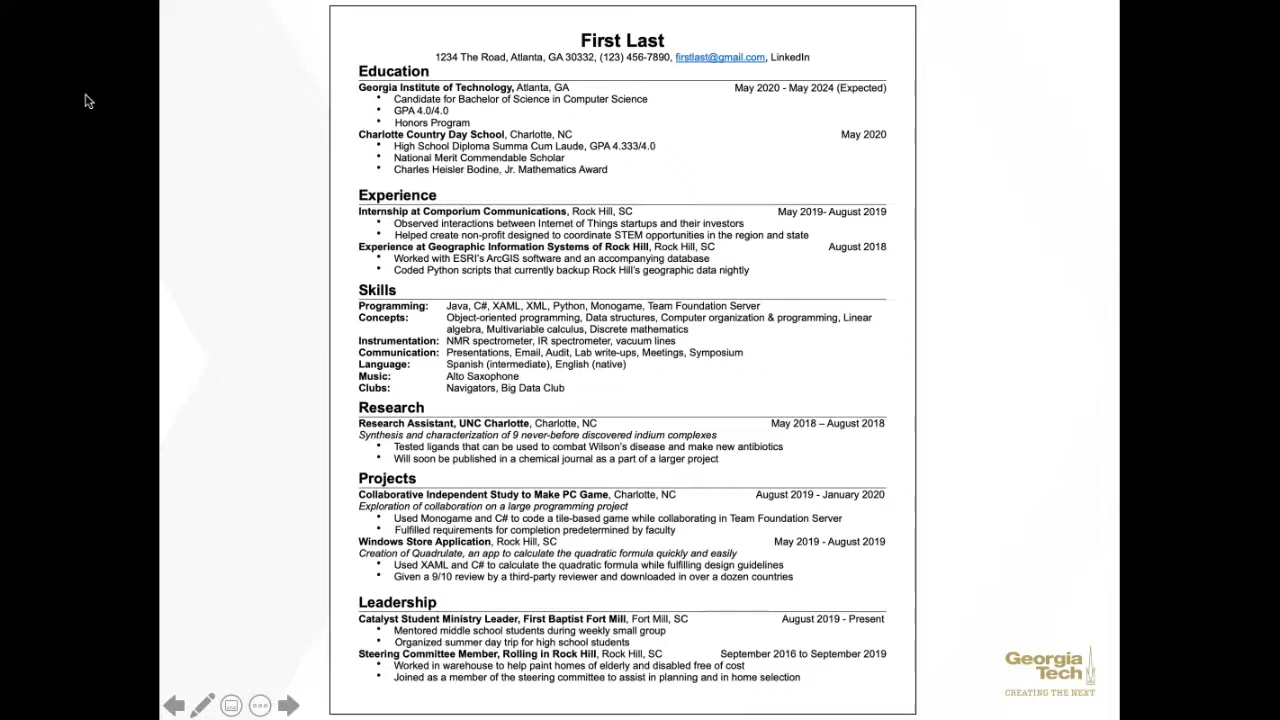 First Last
1234 The Road, Atlanta, GA 30332, (123) 456-7890, firstlast@gmail.com, LinkedIn
Education
Georgia Institute of Technology, Atlanta, GA May 2020 - May 2024 (Expected)
• Candidate for Bachelor of Science in Computer Science
• GPA 4.0/4.0
• Honors Program
Charlotte Country Day School, Charlotte, NC May 2020
• High School Diploma Summa Cum Laude, GPA 4.333/4.0
• National Merit Commendable Scholar
• Charles Heisler Bodine, Jr. Mathematics Award
Experience
Internship at Comporium Communications, Rock Hill, SC May 2019- August 2019
• Observed interactions between Internet of Things startups and their investors
• Helped create non-profit designed to coordinate STEM opportunities in the region and state
Experience at Geographic Information Systems of Rock Hill, Rock Hill, SC August 2018
• Worked with ESRI's ArcGIS software and an accompanying database
• Coded Python scripts that currently backup Rock Hill's geographic data nightly
Skills
Programming: Java, C#, XAML, XML, Python, Monogame, Team Foundation Server
Concepts: Object-oriented programming, Data structures, Computer organization & programming, Linear
algebra, Multivariable calculus, Discrete mathematics
Instrumentation: NMR spectrometer, IR spectrometer, vacuum lines
Communication: Presentations, Email, Audit, Lab write-ups, Meetings, Symposium
Language: Spanish (intermediate), English (native)
Music: Alto Saxophone
Clubs: Navigators, Big Data Club
Research
Research Assistant, UNC Charlotte, Charlotte, NC May 2018 – August 2018
Synthesis and characterization of 9 never-before discovered indium complexes
• Tested ligands that can be used to combat Wilson's disease and make new antibiotics
• Will soon be published in a chemical journal as a part of a larger project
Projects
Collaborative Independent Study to Make PC Game, Charlotte, NC August 2019 - January 2020
Exploration of collaboration on a large programming project
• Used Monogame and C# to code a tile-based game while collaborating in Team Foundation Server
• Fulfilled requirements for completion predetermined by faculty
Windows Store Application, Rock Hill, SC May 2019 - August 2019
Creation of Quadrulate, an app to calculate the quadratic formula quickly and easily
• Used XAML and C# to calculate the quadratic formula while fulfilling design guidelines
• Given a 9/10 review by a third-party reviewer and downloaded in over a dozen countries
Leadership
Catalyst Student Ministry Leader, First Baptist Fort Mill, Fort Mill, SC August 2019 - Present
• Mentored middle school students during weekly small group
• Organized summer day trip for high school students
Steering Committee Member, Rolling in Rock Hill, Rock Hill, SC September 2016 to September 2019
• Worked in warehouse to help paint homes of elderly and disabled free of cost
• Joined as a member of the steering committee to assist in planning and in home selection
Georgia
Tech
CREATING THE NEXT